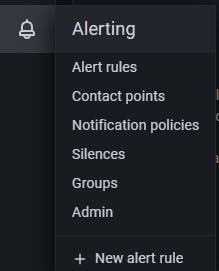 Alerting
Alert rules
Contact points
Notification policies
Silences
Groups
Admin
+ New alert rule